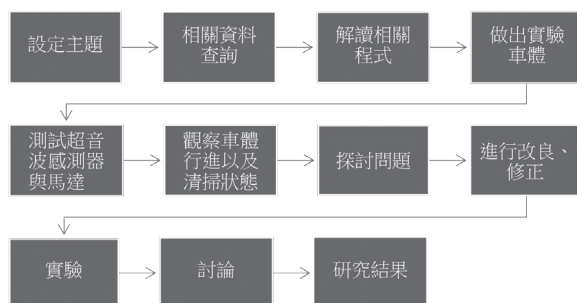 設定主題
相關資料
查詢
解讀相關
程式
做出實驗
車體
測試超音
波感測器
與馬達
觀察車體
行進以及
清掃狀態
探討問題
進行改良、
修正
實驗
討論
研究結果